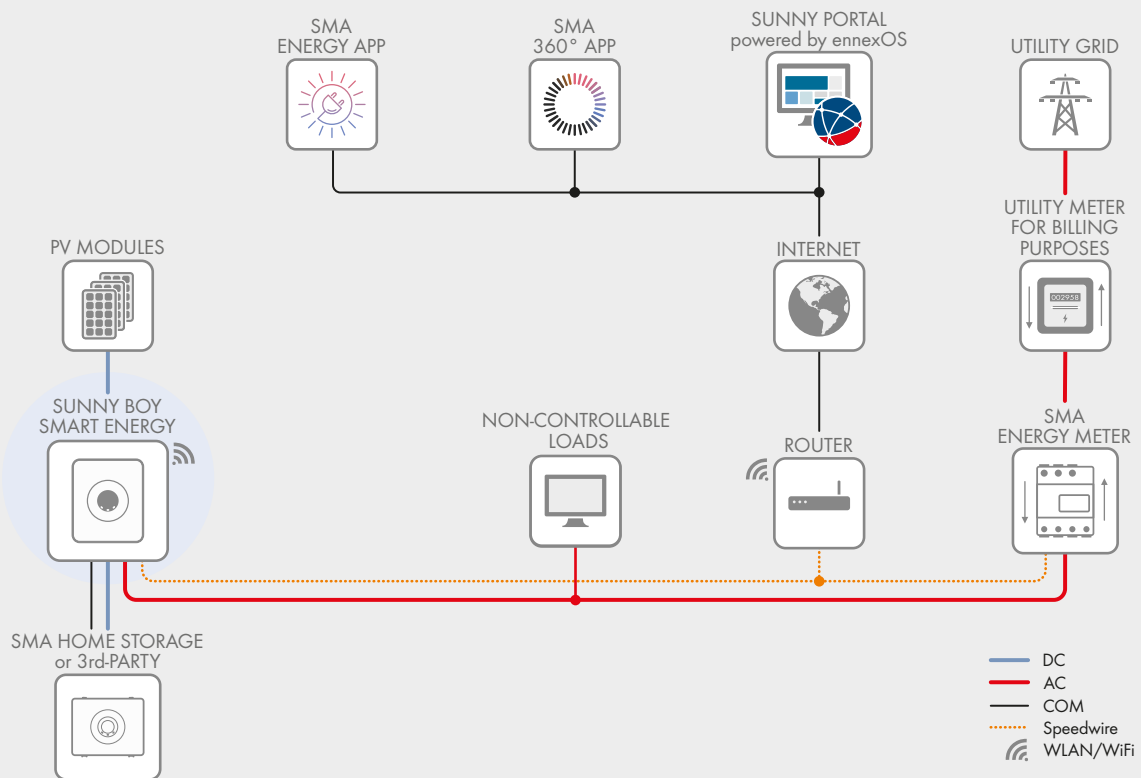 SMA
ENERGY APP
SMA
360° APP
SUNNY PORTAL
powered by ennexOS
UTILITY GRID
UTILITY METER
FOR BILLING
PURPOSES
002958
PV MODULES
INTERNET
SUNNY BOY
SMART ENERGY
NON-CONTROLLABLE
LOADS
ROUTER
SMA
ENERGY METER
SMA HOME STORAGE
or 3rd-PARTY
DC
AC
COM
Speedwire
WLAN/WiFi